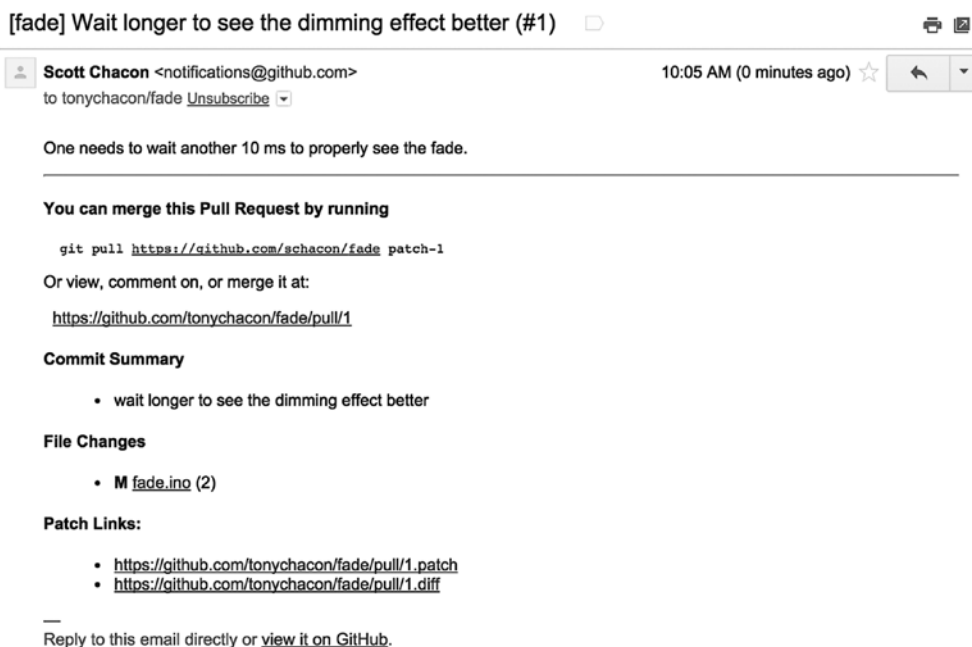 [fade] Wait longer to see the dimming effect better (#1)
Scott Chacon <notifications@github.com> 10:05 AM (0 minutes ago)
to tonychacon/fade Unsubscribe
One needs to wait another 10 ms to properly see the fade.
You can merge this Pull Request by running
git pull https://github.com/schacon/fade patch-1
Or view, comment on, or merge it at:
https://github.com/tonychacon/fade/pull/1
Commit Summary
• wait longer to see the dimming effect better
File Changes
• M fade.ino (2)
Patch Links:
• https://github.com/tonychacon/fade/pull/1.patch
• https://github.com/tonychacon/fade/pull/1.diff
—
Reply to this email directly or view it on GitHub.